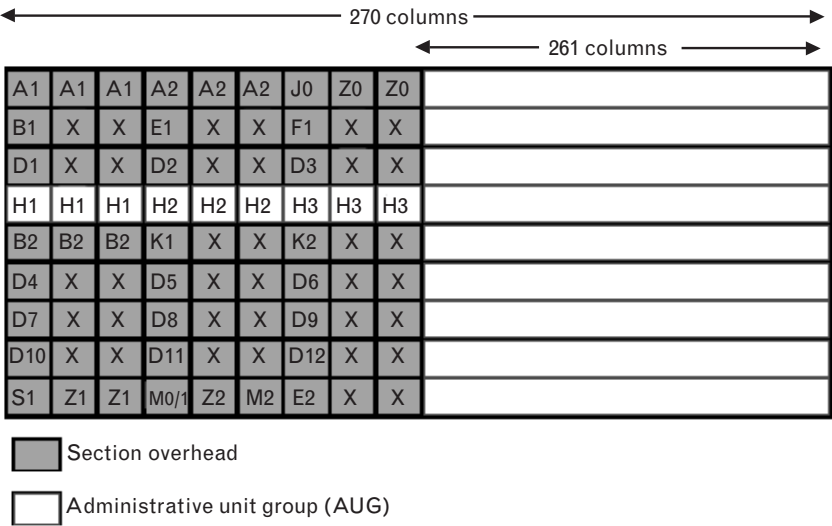 270 columns
261 columns
A1 A1 A1 A2 A2 A2 J0 Z0 Z0
B1 X X E1 X X F1 X X
D1 X X D2 X X D3 X X
H1 H1 H1 H2 H2 H2 H3 H3 H3
B2 B2 B2 K1 X X K2 X X
D4 X X D5 X X D6 X X
D7 X X D8 X X D9 X X
D10 X X D11 X X D12 X X
S1 Z1 Z1 M0/1 Z2 M2 E2 X X
Section overhead
Administrative unit group (AUG)